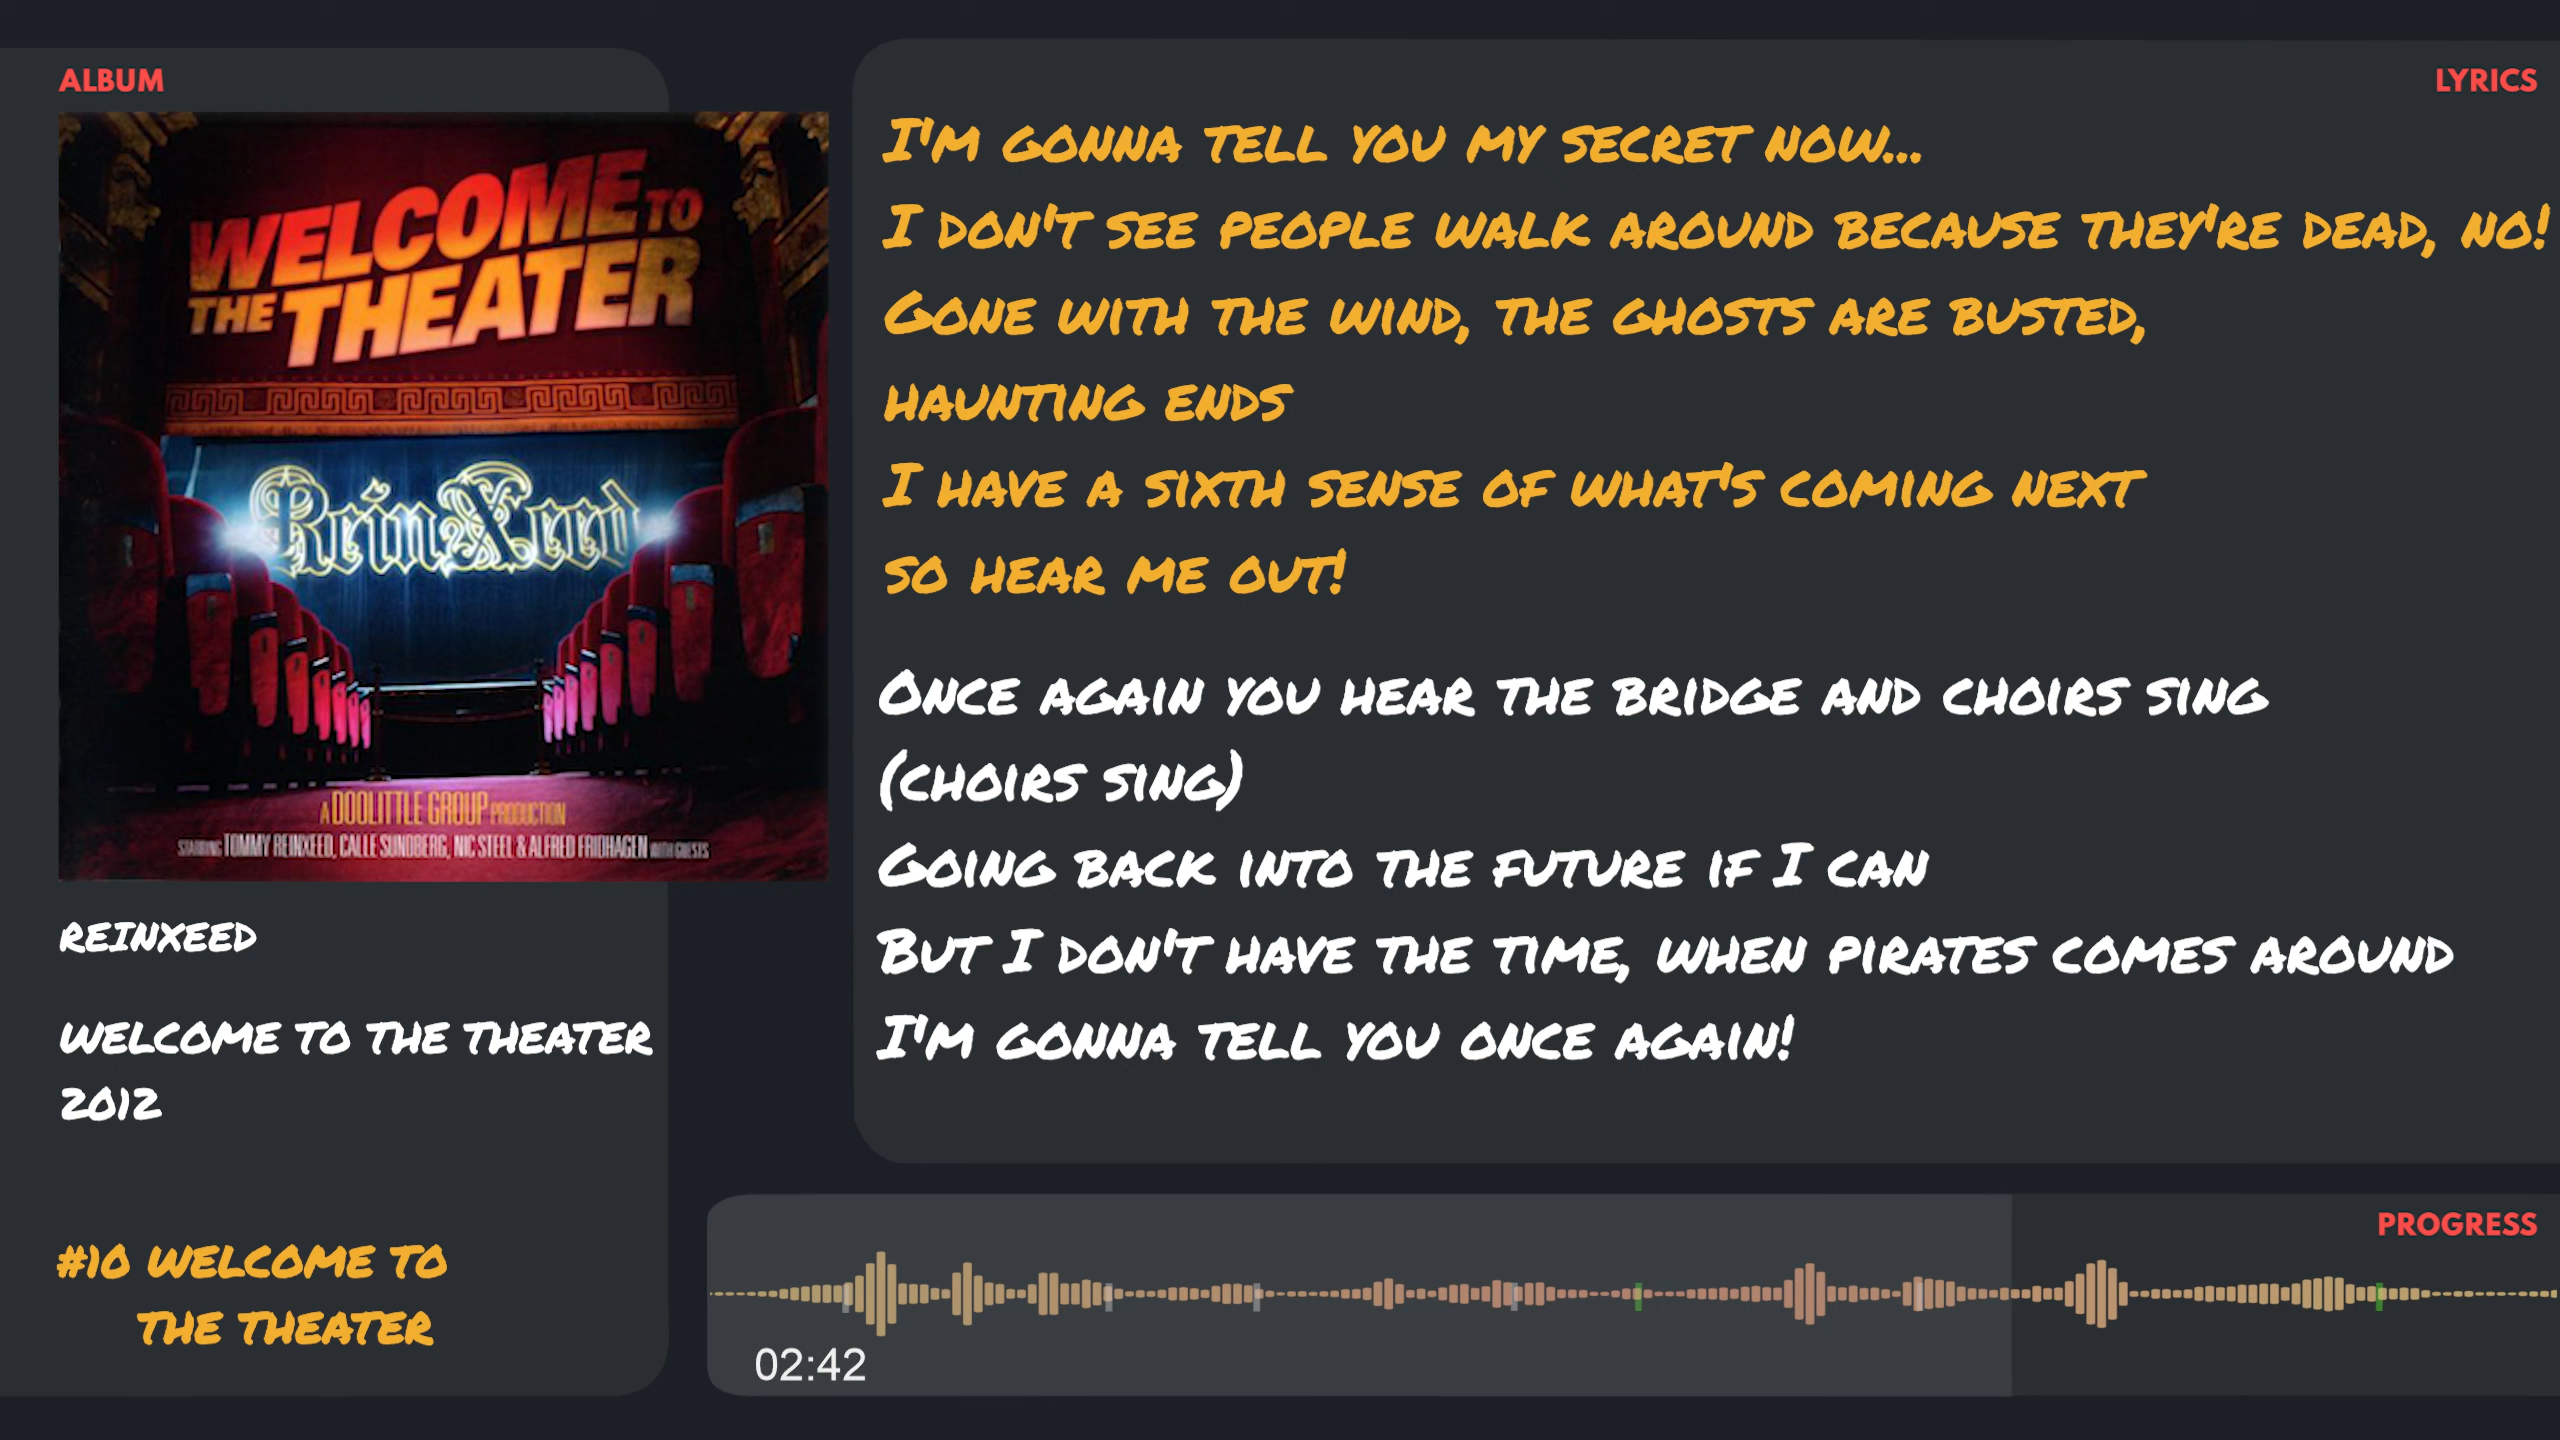 ALBUM
WELCOME TO
THE THEATER
ReinXeed
A DOOLITTLE GROUP PRODUCTION
STARRING TOMMY REINXEED, CALLE SUNDBERG, NIC STEEL & ALFRED FRIDHAGEN WITH GUESTS
REINXEED
WELCOME TO THE THEATER
2012
#10 WELCOME TO
THE THEATER
LYRICS
I'M GONNA TELL YOU MY SECRET NOW...
I DON'T SEE PEOPLE WALK AROUND BECAUSE THEY'RE DEAD, NO!
GONE WITH THE WIND, THE GHOSTS ARE BUSTED,
HAUNTING ENDS
I HAVE A SIXTH SENSE OF WHAT'S COMING NEXT
SO HEAR ME OUT!
ONCE AGAIN YOU HEAR THE BRIDGE AND CHOIRS SING
(CHOIRS SING)
GOING BACK INTO THE FUTURE IF I CAN
BUT I DON'T HAVE THE TIME, WHEN PIRATES COMES AROUND
I'M GONNA TELL YOU ONCE AGAIN!
PROGRESS
02:42